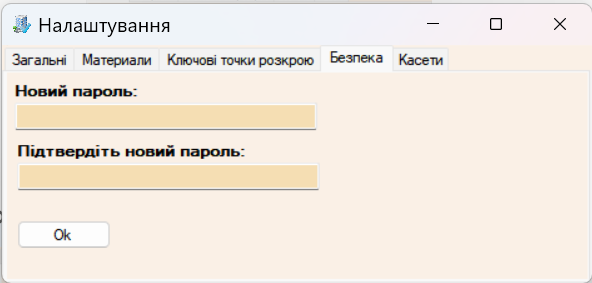 Налаштування
Загальні Материали Ключові точки розкрою Безпека Касети
Новий пароль:
Підтвердіть новий пароль:
Ok